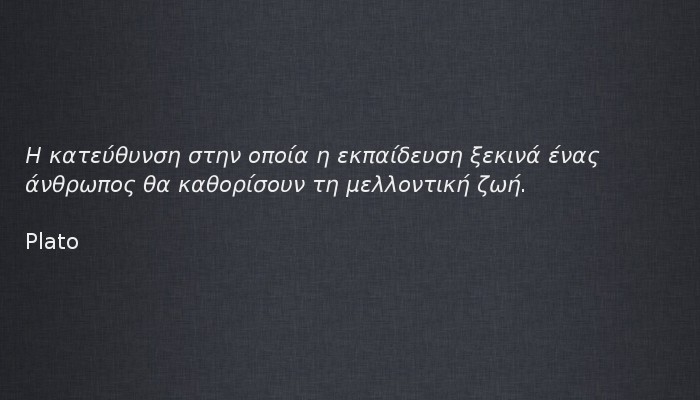 Η κατεύθυνση στην οποία η εκπαίδευση ξεκινά ένας
άνθρωπος θα καθορίσουν τη μελλοντική ζωή.
Plato